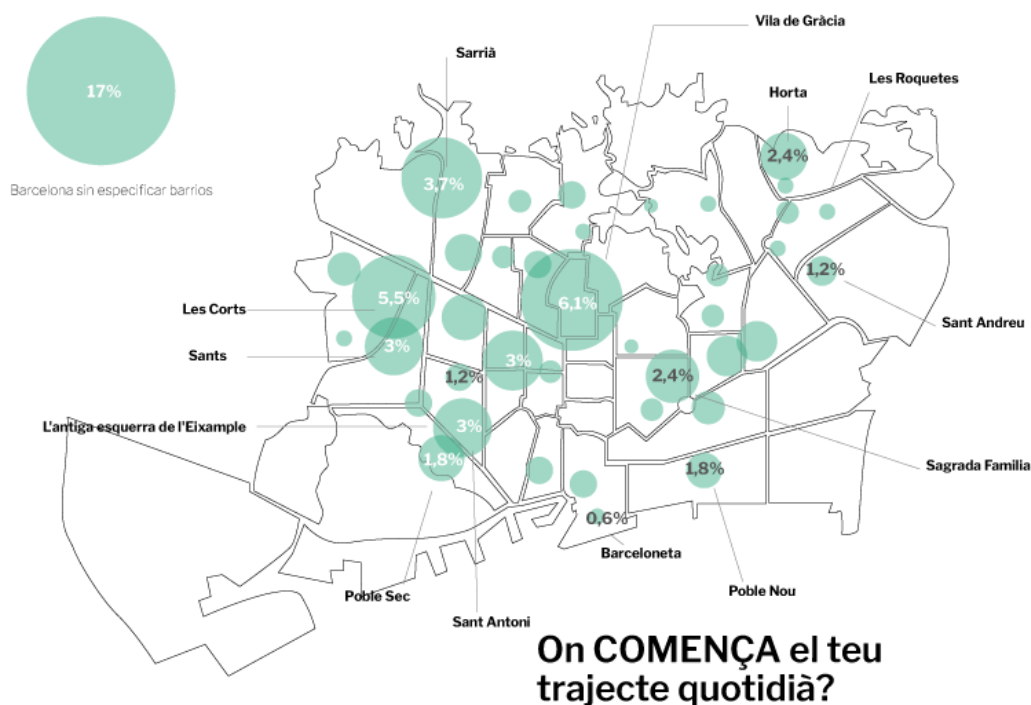 Vila de Gràcia
Sarrià
Les Roquetes
Horta
17%
2,4%
3,7%
Barcelona sin especificar barrios
1,2%
5,5%
6,1%
Les Corts
Sant Andreu
3%
3%
Sants
1,2%
2,4%
L'antiga esquerra de l'Eixample
3%
1,8%
1,8%
Sagrada Familia
0,6%
Barceloneta
Poble Sec
Poble Nou
Sant Antoni
On COMENÇA el teu
trajecte quotidià?